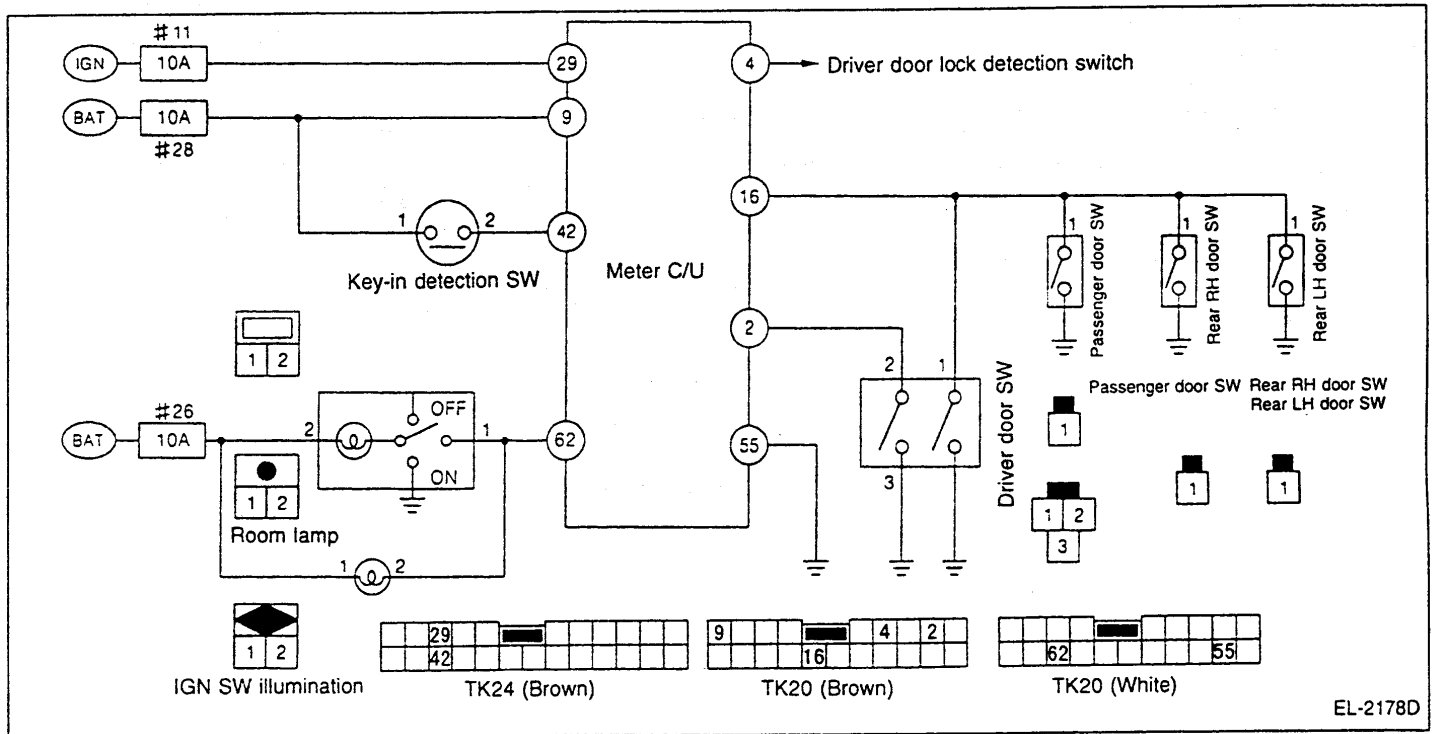 #11
IGN 10A 29
4 Driver door lock detection switch
BAT 10A 9
#28
16
1 2 42
Key-in detection SW
Meter C/U
1 Passenger door SW
1 Rear RH door SW
1 Rear LH door SW
2
1 2
2 1
3
Driver door SW
#26
BAT 10A 2 OFF 1 62
ON
55
1 2
Room lamp
1 2
Passenger door SW
1
Rear RH door SW
Rear LH door SW
1 1
1 2
3
1 2
IGN SW illumination
29
42
TK24 (Brown)
9 4 2
16
TK20 (Brown)
62 55
TK20 (White)
EL-2178D